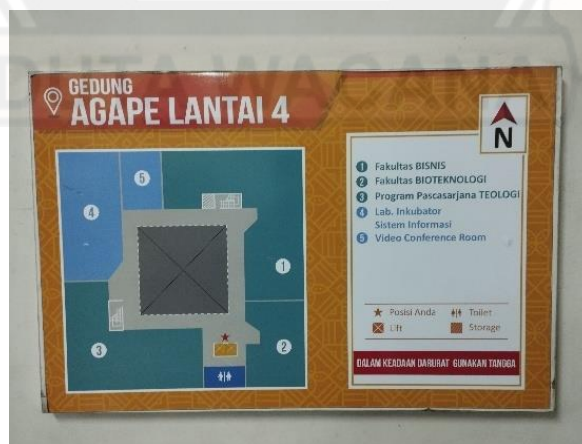 DUTA WACANA
GEDUNG
AGAPE LANTAI 4
N
5
4
1
3
2
1 Fakultas BISNIS
2 Fakultas BIOTEKNOLOGI
3 Program Pascasarjana TEOLOGI
4 Lab. Inkubator
Sistem Informasi
5 Video Conference Room
Posisi Anda
Toilet
Lift
Storage
DALAM KEADAAN DARURAT GUNAKAN TANGGA